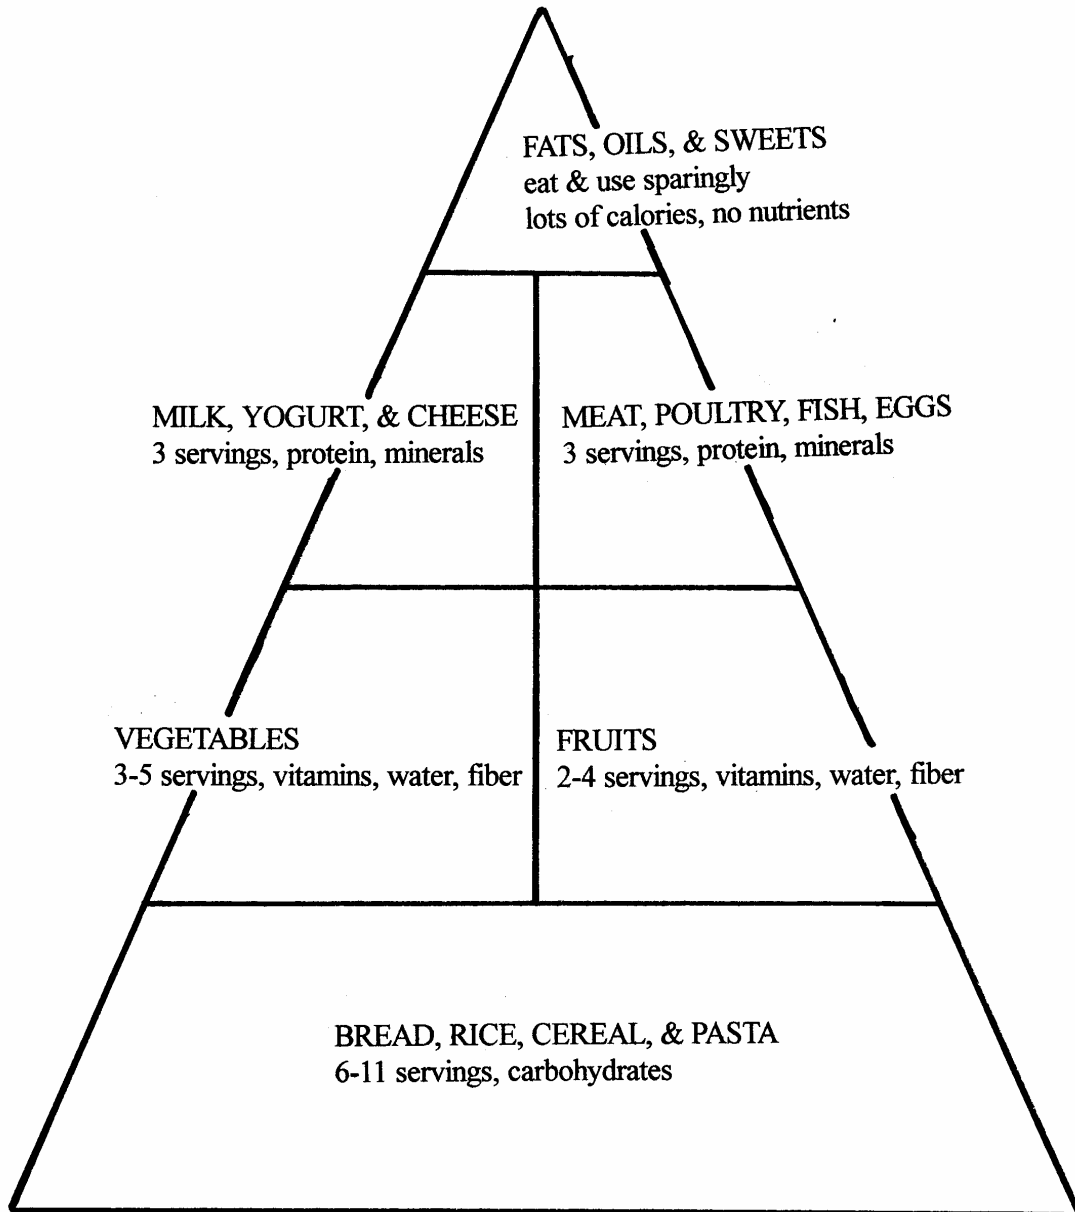 FATS, OILS, & SWEETS
eat & use sparingly
lots of calories, no nutrients
MILK, YOGURT, & CHEESE
3 servings, protein, minerals
MEAT, POULTRY, FISH, EGGS
3 servings, protein, minerals
VEGETABLES
3-5 servings, vitamins, water, fiber
FRUITS
2-4 servings, vitamins, water, fiber
BREAD, RICE, CEREAL, & PASTA
6-11 servings, carbohydrates